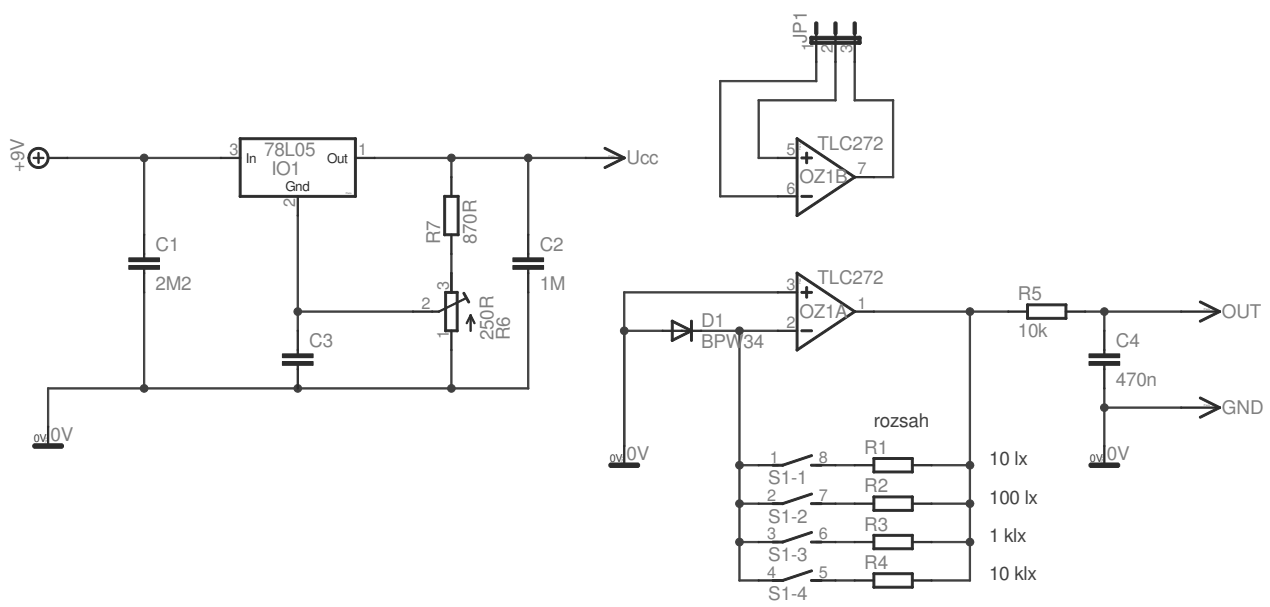 JP1
1
2
3
+9V
3
In
78L05
IO1
Out
1
Gnd
2
Ucc
C1
2M2
R7
870R
C2
1M
3
2
1
250R
R6
C3
0V
0V
TLC272
5
6
7
OZ1B
TLC272
3
2
1
OZ1A
D1
BPW34
R5
10k
OUT
C4
470n
GND
0V
0V
0V
0V
rozsah
1
8
R1
10 lx
S1-1
2
7
R2
100 lx
S1-2
3
6
R3
1 klx
S1-3
4
5
R4
10 klx
S1-4